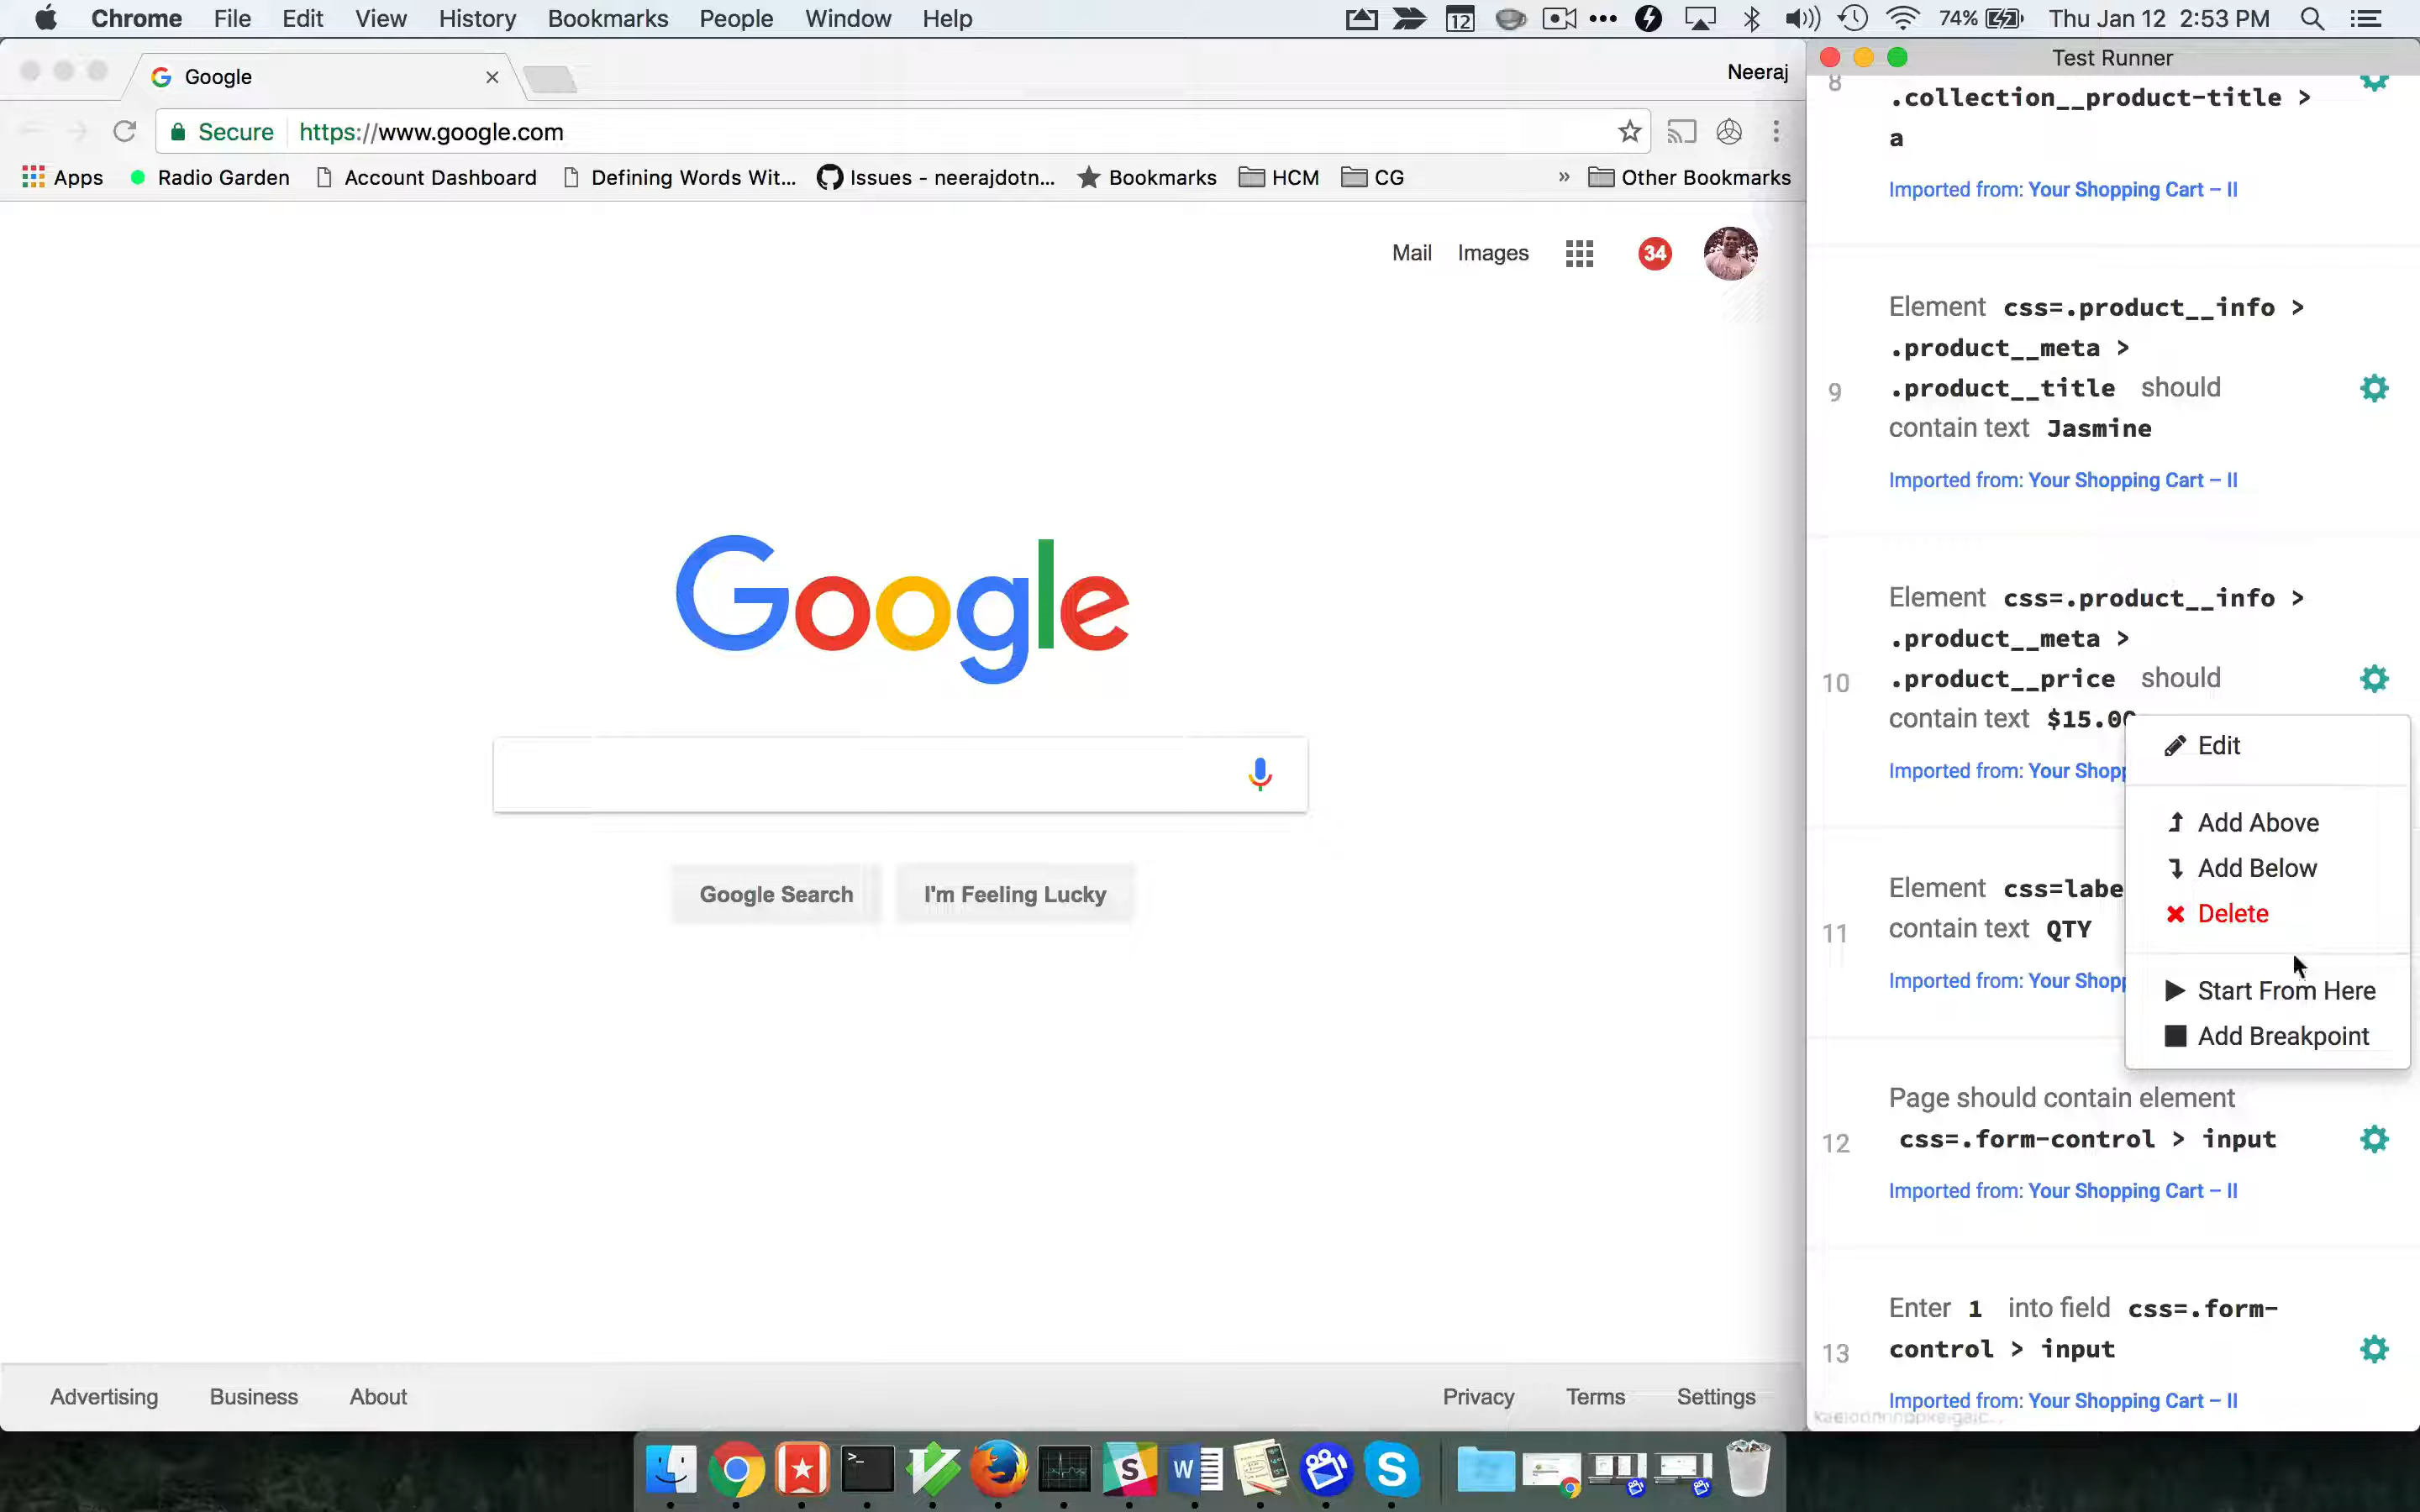 Chrome File Edit View History Bookmarks People Window Help
12 74% Thu Jan 12 2:53 PM
Google
Neeraj
Secure https://www.google.com
Apps Radio Garden Account Dashboard Defining Words Wit... Issues - neerajdotn... Bookmarks HCM CG » Other Bookmarks
Mail Images 34
Google
Google Search I'm Feeling Lucky
Advertising Business About
Privacy Terms Settings
Test Runner
8
.collection__product-title >
a
Imported from: Your Shopping Cart – II
Element css=.product__info >
.product__meta >
9 .product__title should
contain text Jasmine
Imported from: Your Shopping Cart – II
Element css=.product__info >
.product__meta >
10 .product__price should
contain text $15.00
Imported from: Your Shopp
Edit
Add Above
Add Below
Delete
Start From Here
Add Breakpoint
Element css=labe
11 contain text QTY
Imported from: Your Shopp
Page should contain element
12 css=.form-control > input
Imported from: Your Shopping Cart – II
Enter 1 into field css=.form-
13 control > input
Imported from: Your Shopping Cart – II